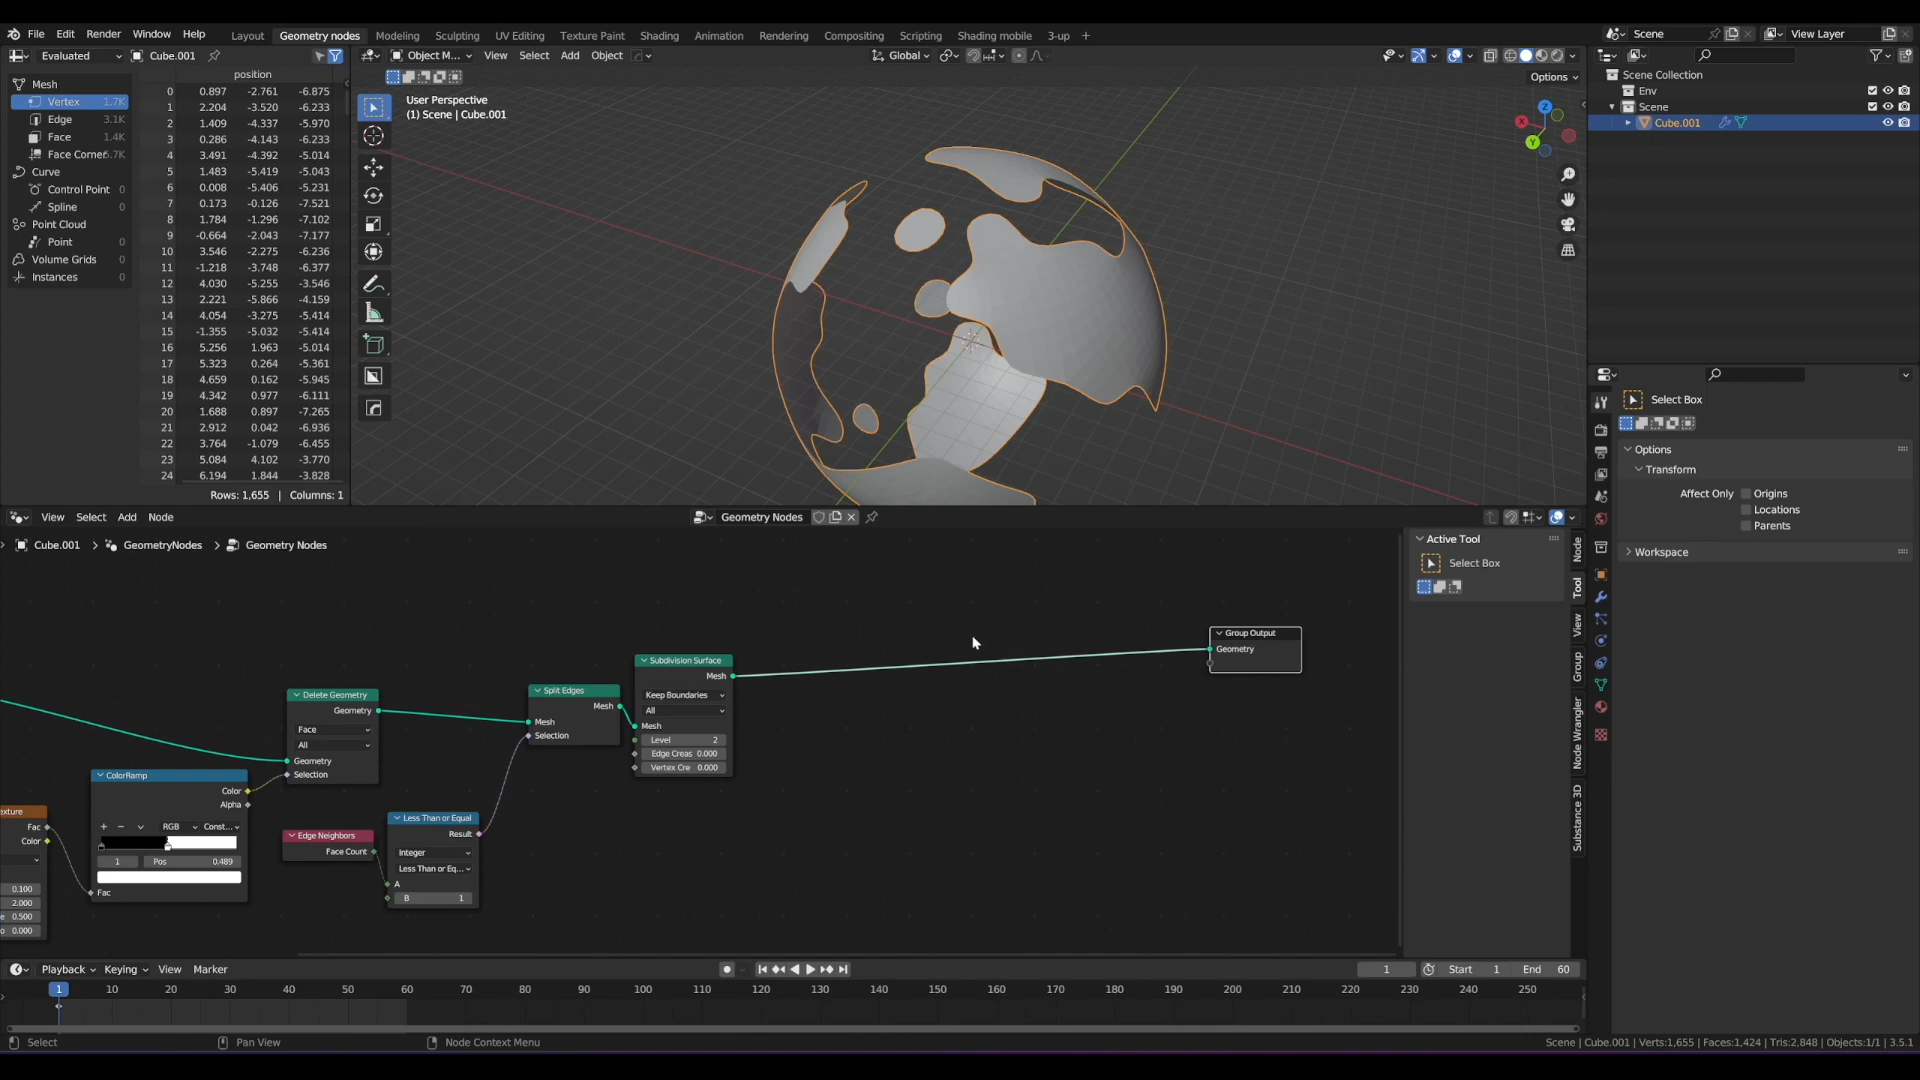 File Edit Render Window Help Layout Geometry nodes Modeling Sculpting UV Editing Texture Paint Shading Animation Rendering Compositing Scripting Shading mobile 3-up + Scene View Layer
Evaluated Cube.001 Object M... View Select Add Object Global
position
Options
Mesh
Vertex 1.7K
Edge 3.1K
Face 1.4K
Face Corner 5.7K
Curve
Control Point 0
Spline 0
Point Cloud
Point 0
Volume Grids 0
Instances 0
0 0.897 -2.761 -6.875
1 2.204 -3.520 -6.233
2 1.409 -4.337 -5.970
3 0.286 -4.143 -6.233
4 3.491 -4.392 -5.014
5 1.483 -5.419 -5.043
6 0.008 -5.406 -5.231
7 0.173 -0.126 -7.521
8 1.784 -1.296 -7.102
9 -0.664 -2.043 -7.177
10 3.546 -2.275 -6.236
11 -1.218 -3.748 -6.377
12 4.030 -5.255 -3.546
13 2.221 -5.866 -4.159
14 4.054 -3.275 -5.414
15 -1.355 -5.032 -5.414
16 5.256 1.963 -5.034
17 5.323 0.264 -5.361
18 4.659 0.162 -5.945
19 4.342 0.977 -6.111
20 1.688 0.897 -7.265
21 2.912 0.042 -6.936
22 3.764 -1.079 -6.455
23 5.084 4.102 -3.770
24 6.194 1.844 -3.828
Rows: 1,655 | Columns: 1
User Perspective
(1) Scene | Cube.001
Z
X
Y
Scene Collection
Env
Scene
Cube.001
Select Box
Options
Transform
Affect Only Origins
Locations
Parents
Workspace
View Select Add Node Geometry Nodes
Cube.001 > GeometryNodes > Geometry Nodes
Active Tool
Select Box
Node
Tool
View
Group
Node Wrangler
Substance 3D
exture
Fac
Color
0.100
2.000
e 0.500
o 0.000
ColorRamp
Color
Alpha
+ − RGB Const...
1 Pos 0.489
Fac
Delete Geometry
Geometry
Face
All
Geometry
Selection
Edge Neighbors
Face Count
Less Than or Equal
Result
Integer
Less Than or Eq...
A
B 1
Split Edges
Mesh
Mesh
Selection
Subdivision Surface
Mesh
Keep Boundaries
All
Mesh
Level 2
Edge Creas 0.000
Vertex Cre 0.000
Group Output
Geometry
Playback Keying View Marker 1 Start 1 End 60
1 10 20 30 40 50 60 70 80 90 100 110 120 130 140 150 160 170 180 190 200 210 220 230 240 250
Select Pan View Node Context Menu Scene | Cube.001 | Verts:1,655 | Faces:1,424 | Tris:2,848 | Objects:1/1 | 3.5.1